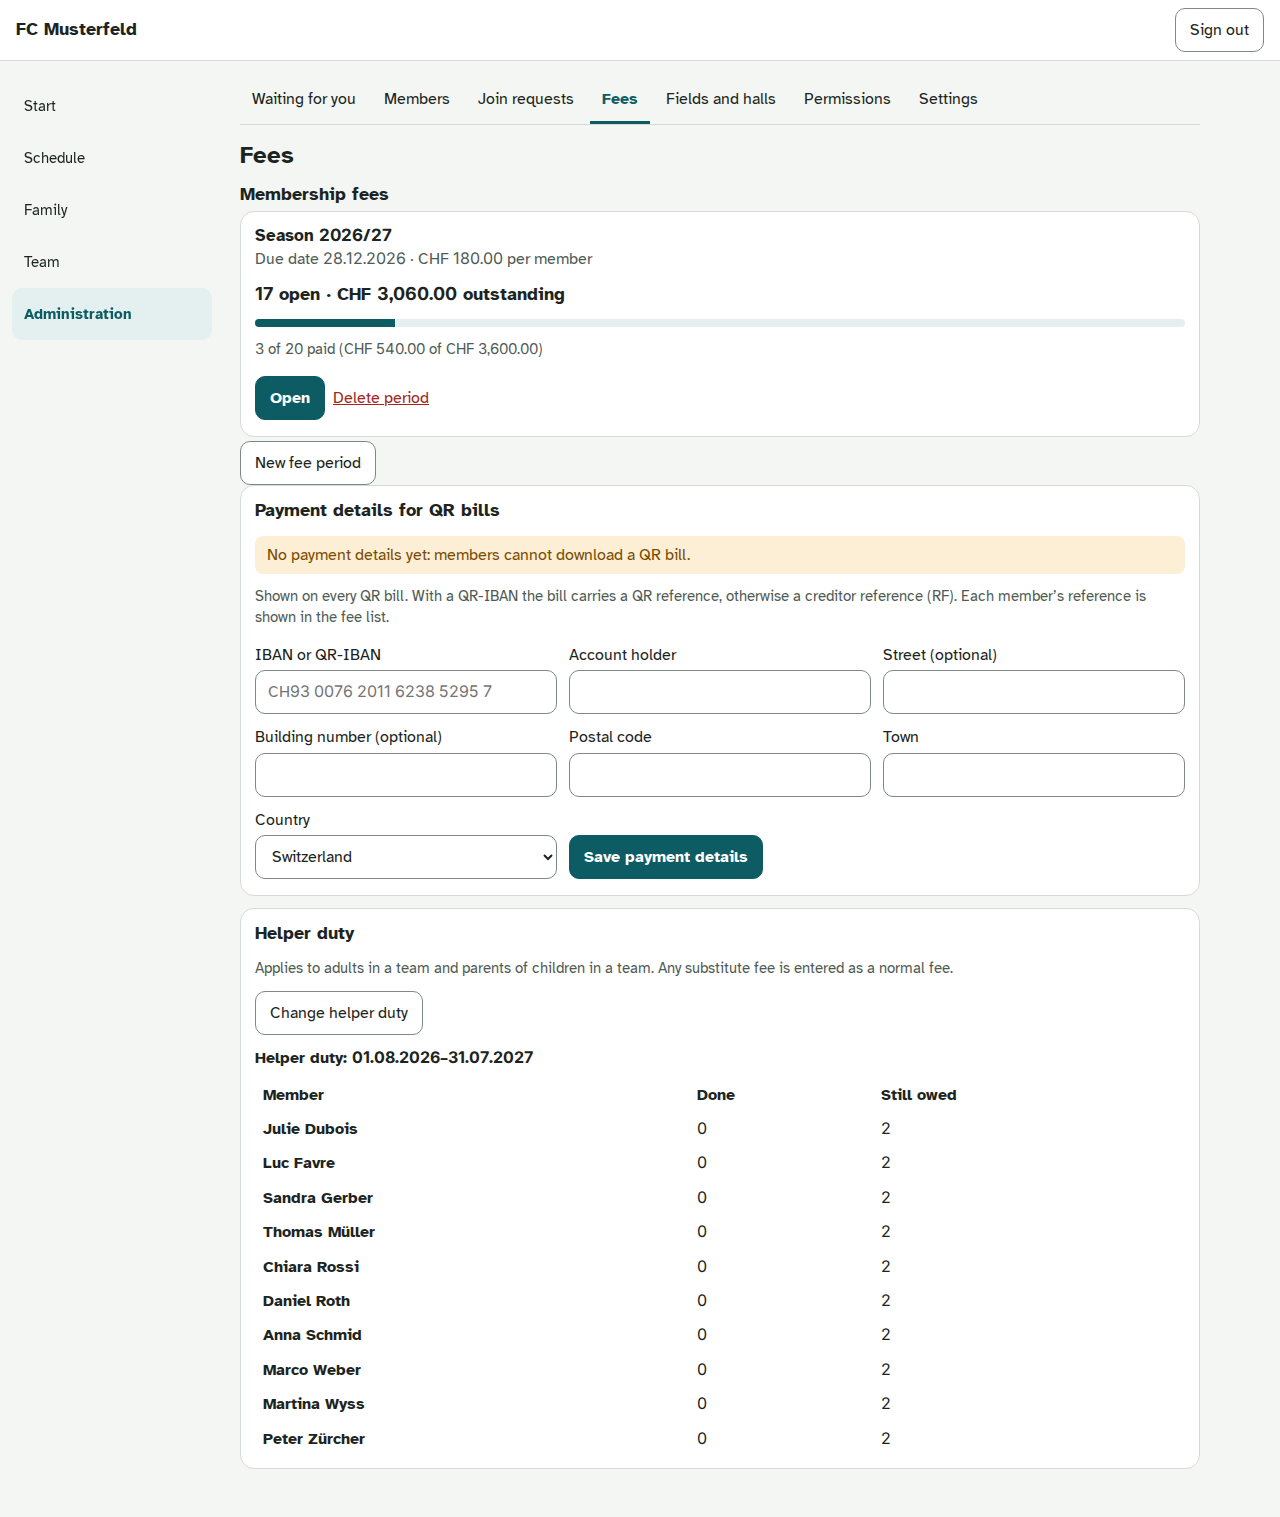 FC Musterfeld
Sign out
Start
Schedule
Family
Team
Administration
Waiting for you
Members
Join requests
Fees
Fields and halls
Permissions
Settings
Fees
Membership fees
Season 2026/27
Due date 28.12.2026 · CHF 180.00 per member
17 open · CHF 3,060.00 outstanding
3 of 20 paid (CHF 540.00 of CHF 3,600.00)
Open
Delete period
New fee period
Payment details for QR bills
No payment details yet: members cannot download a QR bill.
Shown on every QR bill. With a QR-IBAN the bill carries a QR reference, otherwise a creditor reference (RF). Each member’s reference is
shown in the fee list.
IBAN or QR-IBAN
Account holder
Street (optional)
CH93 0076 2011 6238 5295 7
Building number (optional)
Postal code
Town
Country
Switzerland
Save payment details
Helper duty
Applies to adults in a team and parents of children in a team. Any substitute fee is entered as a normal fee.
Change helper duty
Helper duty: 01.08.2026–31.07.2027
Member Done Still owed
Julie Dubois 0 2
Luc Favre 0 2
Sandra Gerber 0 2
Thomas Müller 0 2
Chiara Rossi 0 2
Daniel Roth 0 2
Anna Schmid 0 2
Marco Weber 0 2
Martina Wyss 0 2
Peter Zürcher 0 2